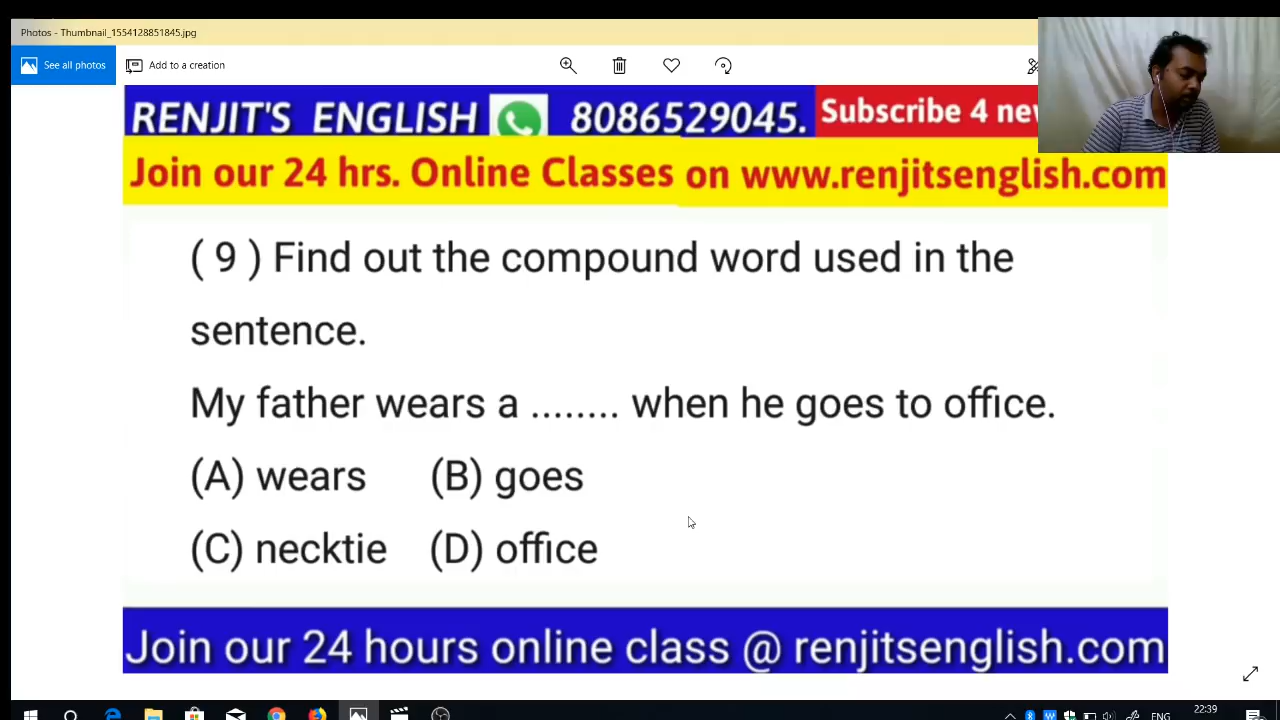 Photos - Thumbnail_1554128851845.jpg
See all photos
Add to a creation
RENJIT'S ENGLISH 8086529045. Subscribe 4
Join our 24 hrs. Online Classes on www.renjitsenglish.com
( 9 ) Find out the compound word used in the
sentence.
My father wears a ........ when he goes to office.
(A) wears (B) goes
(C) necktie (D) office
Join our 24 hours online class @ renjitsenglish.com
ENG
22:39